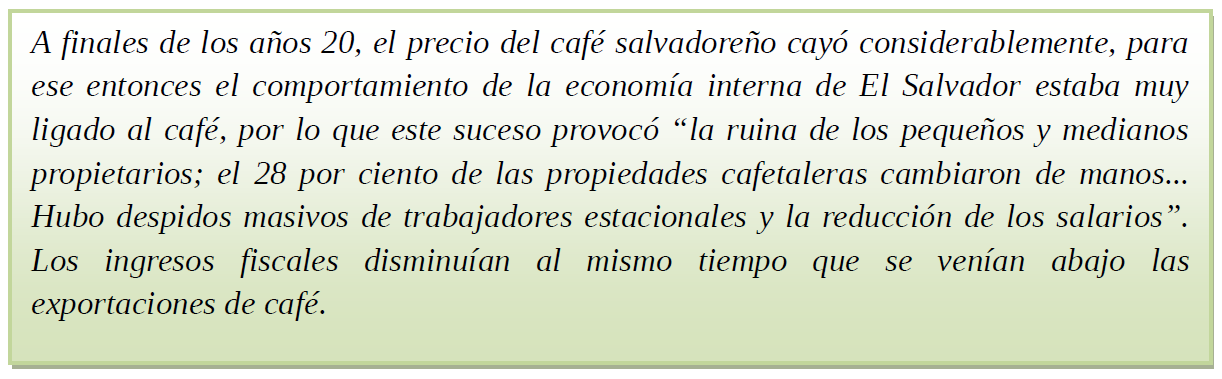 A finales de los años 20, el precio del café salvadoreño cayó considerablemente, para
ese entonces el comportamiento de la economía interna de El Salvador estaba muy
ligado al café, por lo que este suceso provocó “la ruina de los pequeños y medianos
propietarios; el 28 por ciento de las propiedades cafetaleras cambiaron de manos...
Hubo despidos masivos de trabajadores estacionales y la reducción de los salarios”.
Los ingresos fiscales disminuían al mismo tiempo que se venían abajo las
exportaciones de café.